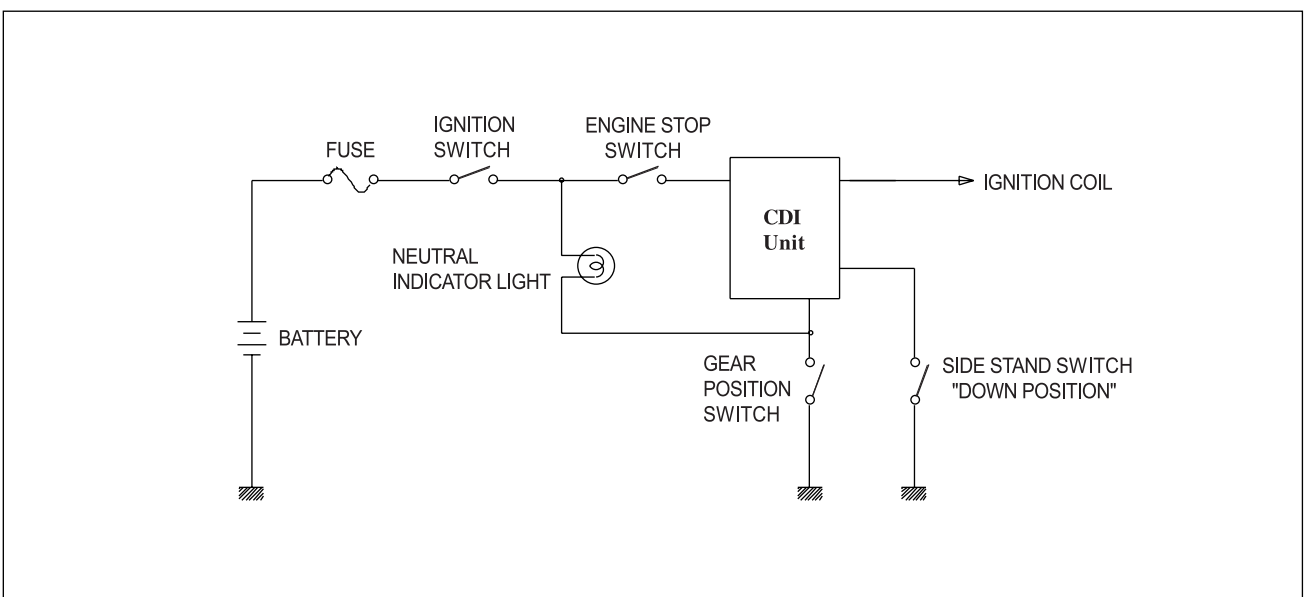 IGNITION
SWITCH
ENGINE STOP
SWITCH
FUSE
IGNITION COIL
CDI
Unit
NEUTRAL
INDICATOR LIGHT
BATTERY
GEAR
POSITION
SWITCH
SIDE STAND SWITCH
"DOWN POSITION"